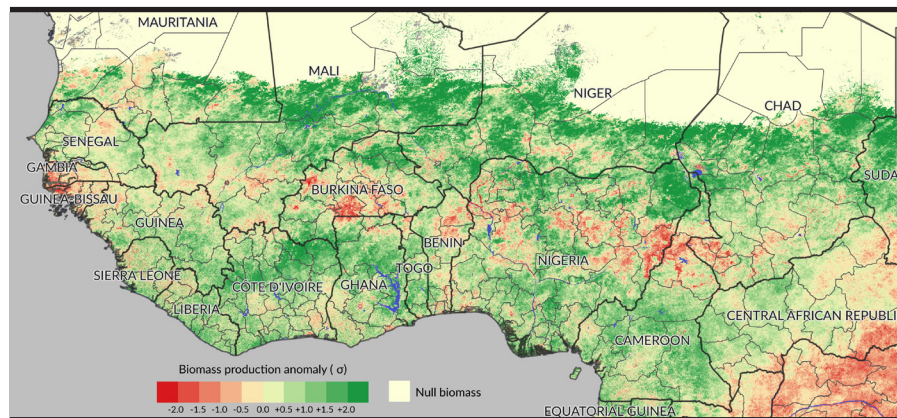 MAURITANIA
MALI
NIGER
CHAD
SENEGAL
SUDA
GAMBIA
BURKINA FASO
GUINEA-BISSAU
GUINEA
BENIN
NIGERIA
SIERRA LEONE
TOGO
CÔTE D'IVOIRE
GHANA
LIBERIA
CENTRAL AFRICAN REPUBLI
CAMEROON
Biomass production anomaly ( σ)
Null biomass
-2.0 -1.5 -1.0 -0.5 0.0 +0.5 +1.0 +1.5 +2.0
EQUATORIAL GUINEA